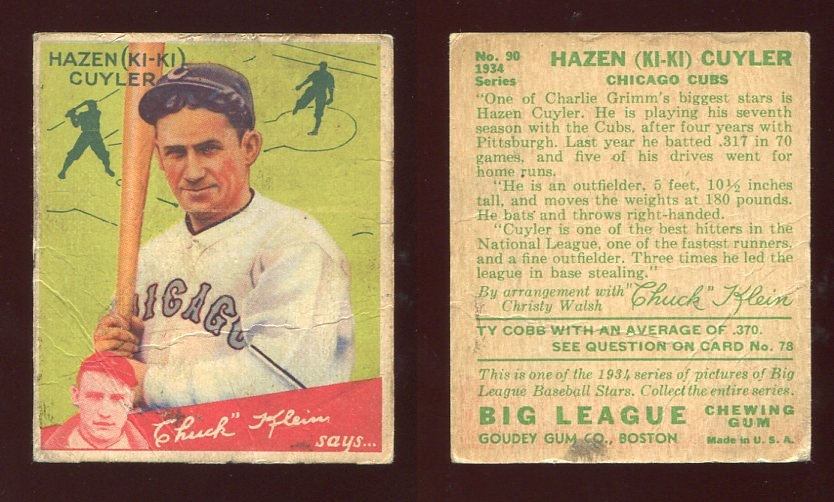 HAZEN (KI-KI)
CUYLER
C
CHICAGO
"Chuck" Klein
says...
No. 90
1934
Series
HAZEN (KI-KI) CUYLER
CHICAGO CUBS
"One of Charlie Grimm's biggest stars is
Hazen Cuyler. He is playing his seventh
season with the Cubs, after four years with
Pittsburgh. Last year he batted .317 in 70
games, and five of his drives went for
home runs.
"He is an outfielder, 5 feet, 10½ inches
tall, and moves the weights at 180 pounds.
He bats and throws right-handed.
"Cuyler is one of the best hitters in the
National League, one of the fastest runners,
and a fine outfielder. Three times he led the
league in base stealing."
By arrangement with "Chuck" Klein
Christy Walsh
TY COBB WITH AN AVERAGE OF .370.
SEE QUESTION ON CARD No. 78
This is one of the 1934 series of pictures of Big
League Baseball Stars. Collect the entire series.
BIG LEAGUE CHEWING GUM
GOUDEY GUM CO., BOSTON Made in U. S. A.